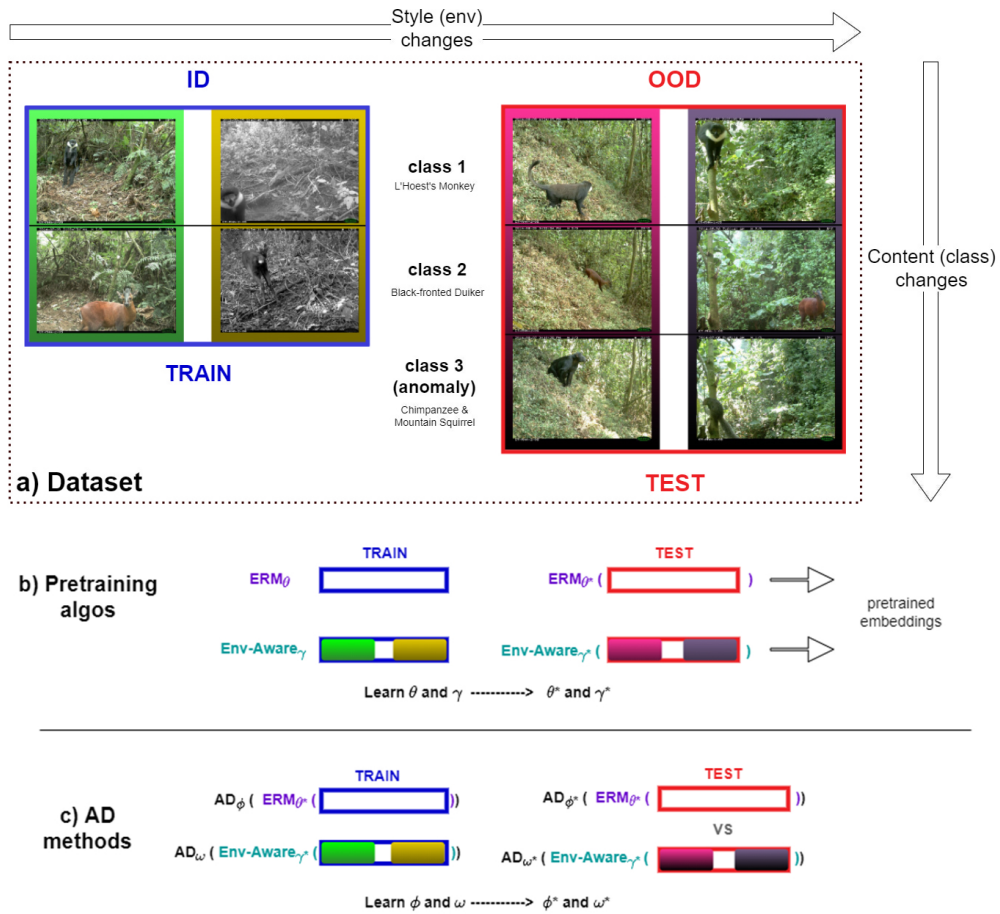 Style (env)
changes
ID
OOD
class 1
L'Hoest's Monkey
class 2
Black-fronted Duiker
class 3
(anomaly)
Chimpanzee &
Mountain Squirrel
Content (class)
changes
TRAIN
TEST
a) Dataset
b) Pretraining
algos
TRAIN
TEST
ERMθ
ERMθ* ( )
Env-Awareγ
Env-Awareγ* ( )
pretrained
embeddings
Learn θ and γ -----------> θ* and γ*
c) AD
methods
TRAIN
TEST
ADϕ ( ERMθ* ( ))
ADϕ* ( ERMθ* ( ))
VS
ADω ( Env-Awareγ* ( ))
ADω* ( Env-Awareγ* ( ))
Learn ϕ and ω -----------> ϕ* and ω*